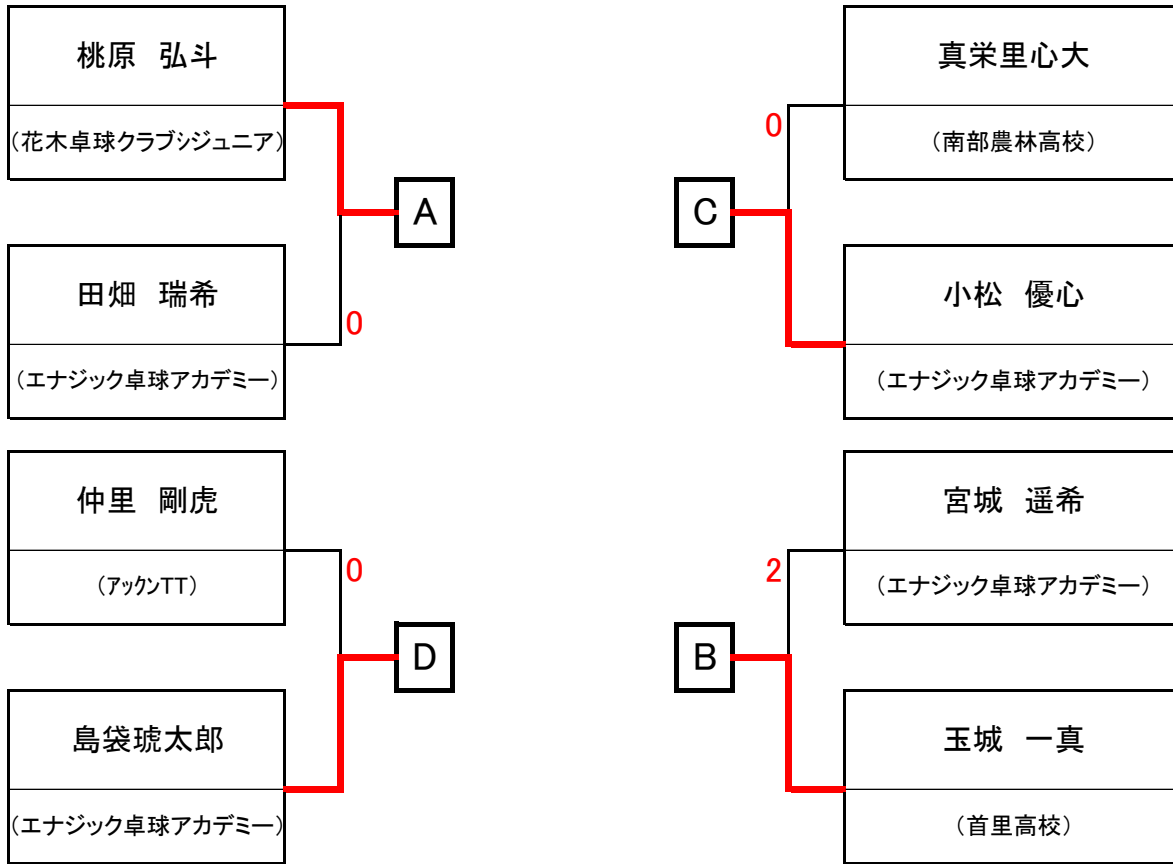 桃原　弘斗
(花木卓球クラブシジュニア)
0
A
田畑　瑞希
(エナジック卓球アカデミー)
0
真栄里心大
(南部農林高校)
C
小松　優心
(エナジック卓球アカデミー)
仲里　剛虎
(アックンTT)
0
D
島袋琥太郎
(エナジック卓球アカデミー)
宮城　遥希
(エナジック卓球アカデミー)
2
B
玉城　一真
(首里高校)